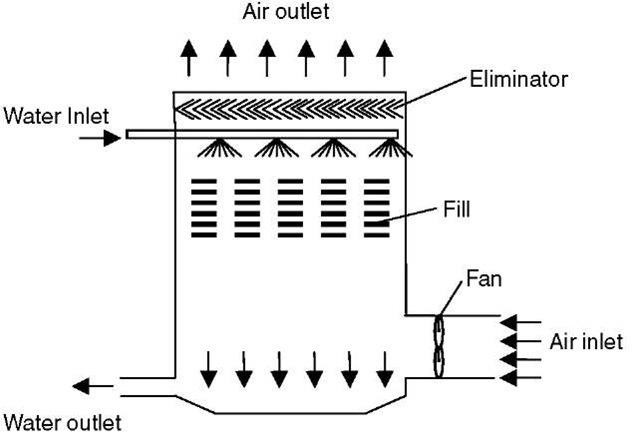 Air outlet
Eliminator
Water Inlet
Fill
Fan
Air inlet
Water outlet